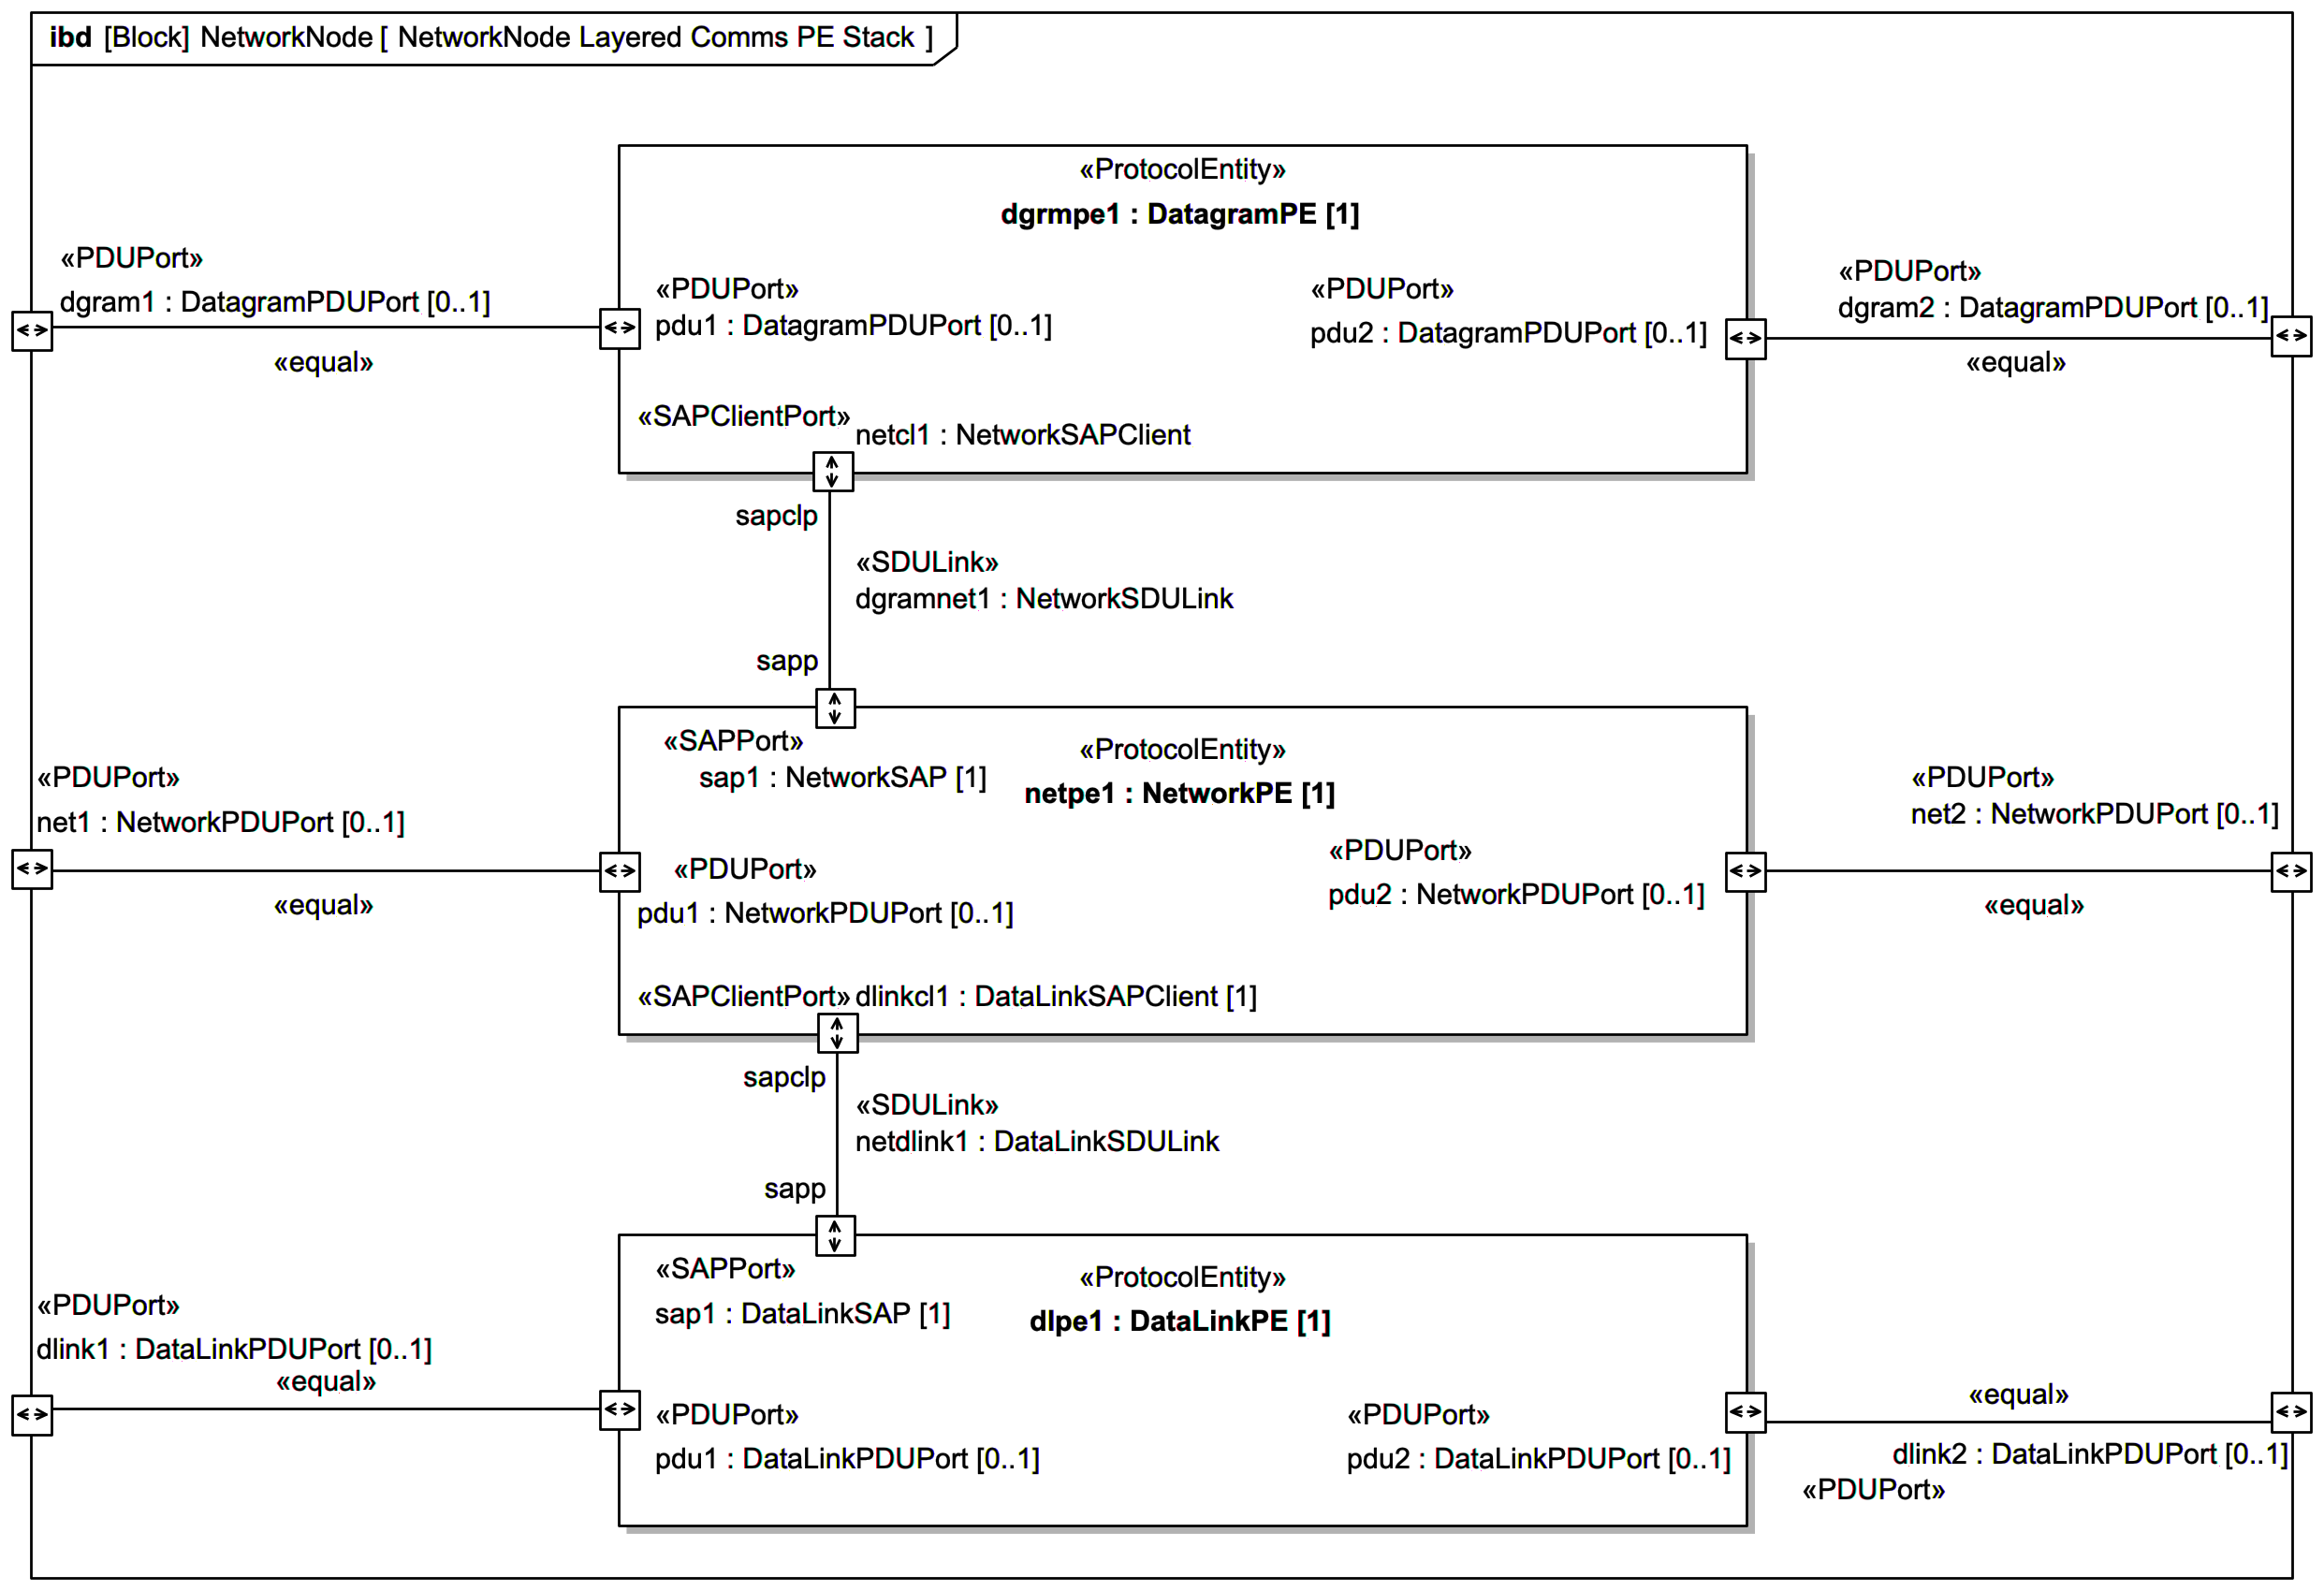 ibd [Block] NetworkNode [ NetworkNode Layered Comms PE Stack ]
«ProtocolEntity»
dgrmpe1 : DatagramPE [1]
«PDUPort»
dgram1 : DatagramPDUPort [0..1]
«equal»
«PDUPort»
pdu1 : DatagramPDUPort [0..1]
«PDUPort»
pdu2 : DatagramPDUPort [0..1]
«PDUPort»
dgram2 : DatagramPDUPort [0..1]
«equal»
«SAPClientPort»
netcl1 : NetworkSAPClient
sapclp
«SDULink»
dgramnet1 : NetworkSDULink
sapp
«SAPPort»
sap1 : NetworkSAP [1]
«ProtocolEntity»
netpe1 : NetworkPE [1]
«PDUPort»
net1 : NetworkPDUPort [0..1]
«equal»
«PDUPort»
pdu1 : NetworkPDUPort [0..1]
«PDUPort»
pdu2 : NetworkPDUPort [0..1]
«PDUPort»
net2 : NetworkPDUPort [0..1]
«equal»
«SAPClientPort» dlinkcl1 : DataLinkSAPClient [1]
sapclp
«SDULink»
netdlink1 : DataLinkSDULink
sapp
«SAPPort»
sap1 : DataLinkSAP [1]
«ProtocolEntity»
dlpe1 : DataLinkPE [1]
«PDUPort»
dlink1 : DataLinkPDUPort [0..1]
«equal»
«PDUPort»
pdu1 : DataLinkPDUPort [0..1]
«PDUPort»
pdu2 : DataLinkPDUPort [0..1]
«equal»
dlink2 : DataLinkPDUPort [0..1]
«PDUPort»